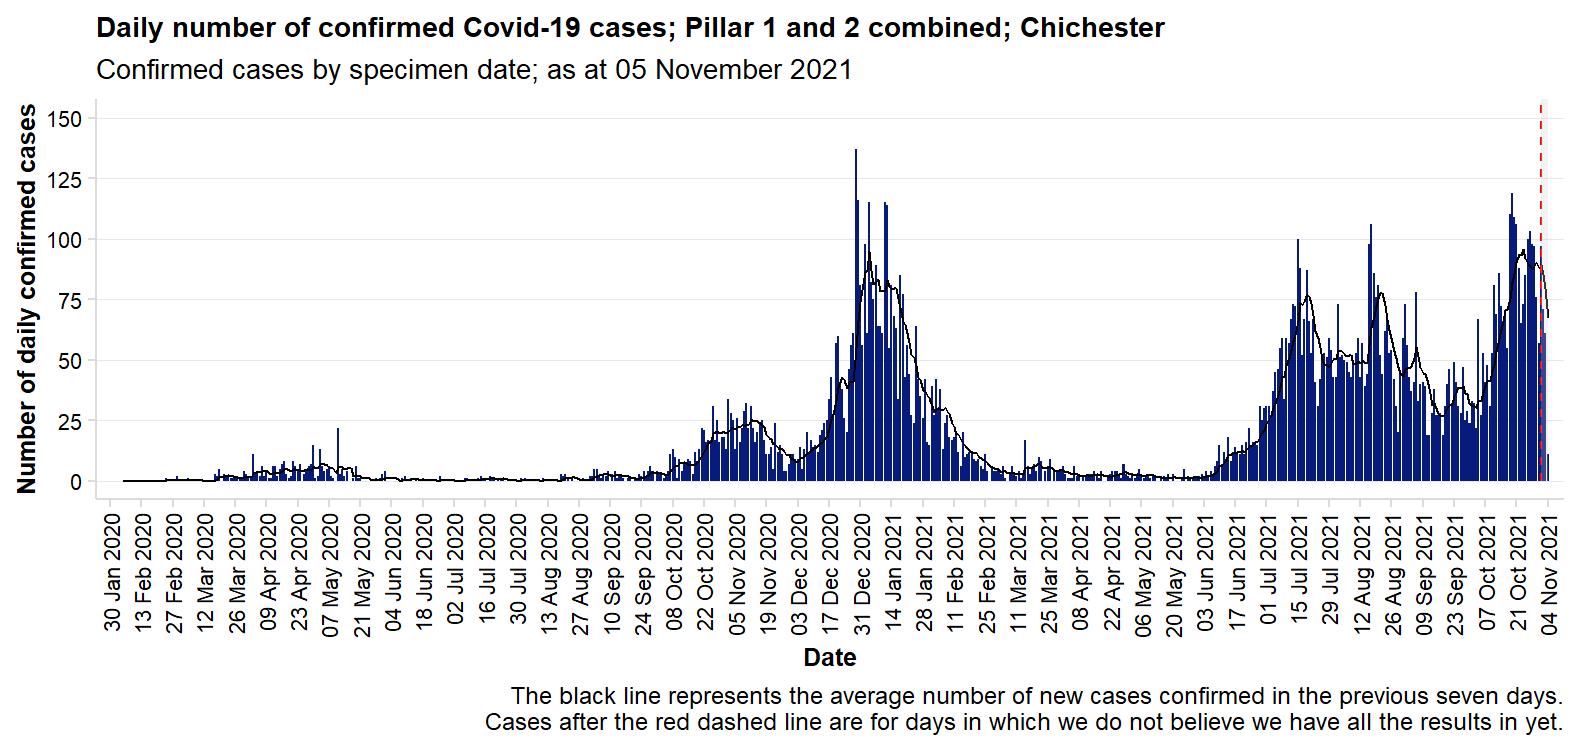 Daily number of confirmed Covid-19 cases; Pillar 1 and 2 combined; Chichester
Confirmed cases by specimen date; as at 05 November 2021
Number of daily confirmed cases
150
125
100
75
50
25
0
30 Jan 2020
13 Feb 2020
27 Feb 2020
12 Mar 2020
26 Mar 2020
09 Apr 2020
23 Apr 2020
07 May 2020
21 May 2020
04 Jun 2020
18 Jun 2020
02 Jul 2020
16 Jul 2020
30 Jul 2020
13 Aug 2020
27 Aug 2020
10 Sep 2020
24 Sep 2020
08 Oct 2020
22 Oct 2020
05 Nov 2020
19 Nov 2020
03 Dec 2020
17 Dec 2020
31 Dec 2020
14 Jan 2021
28 Jan 2021
11 Feb 2021
25 Feb 2021
11 Mar 2021
25 Mar 2021
08 Apr 2021
22 Apr 2021
06 May 2021
20 May 2021
03 Jun 2021
17 Jun 2021
01 Jul 2021
15 Jul 2021
29 Jul 2021
12 Aug 2021
26 Aug 2021
09 Sep 2021
23 Sep 2021
07 Oct 2021
21 Oct 2021
04 Nov 2021
Date
The black line represents the average number of new cases confirmed in the previous seven days.
Cases after the red dashed line are for days in which we do not believe we have all the results in yet.